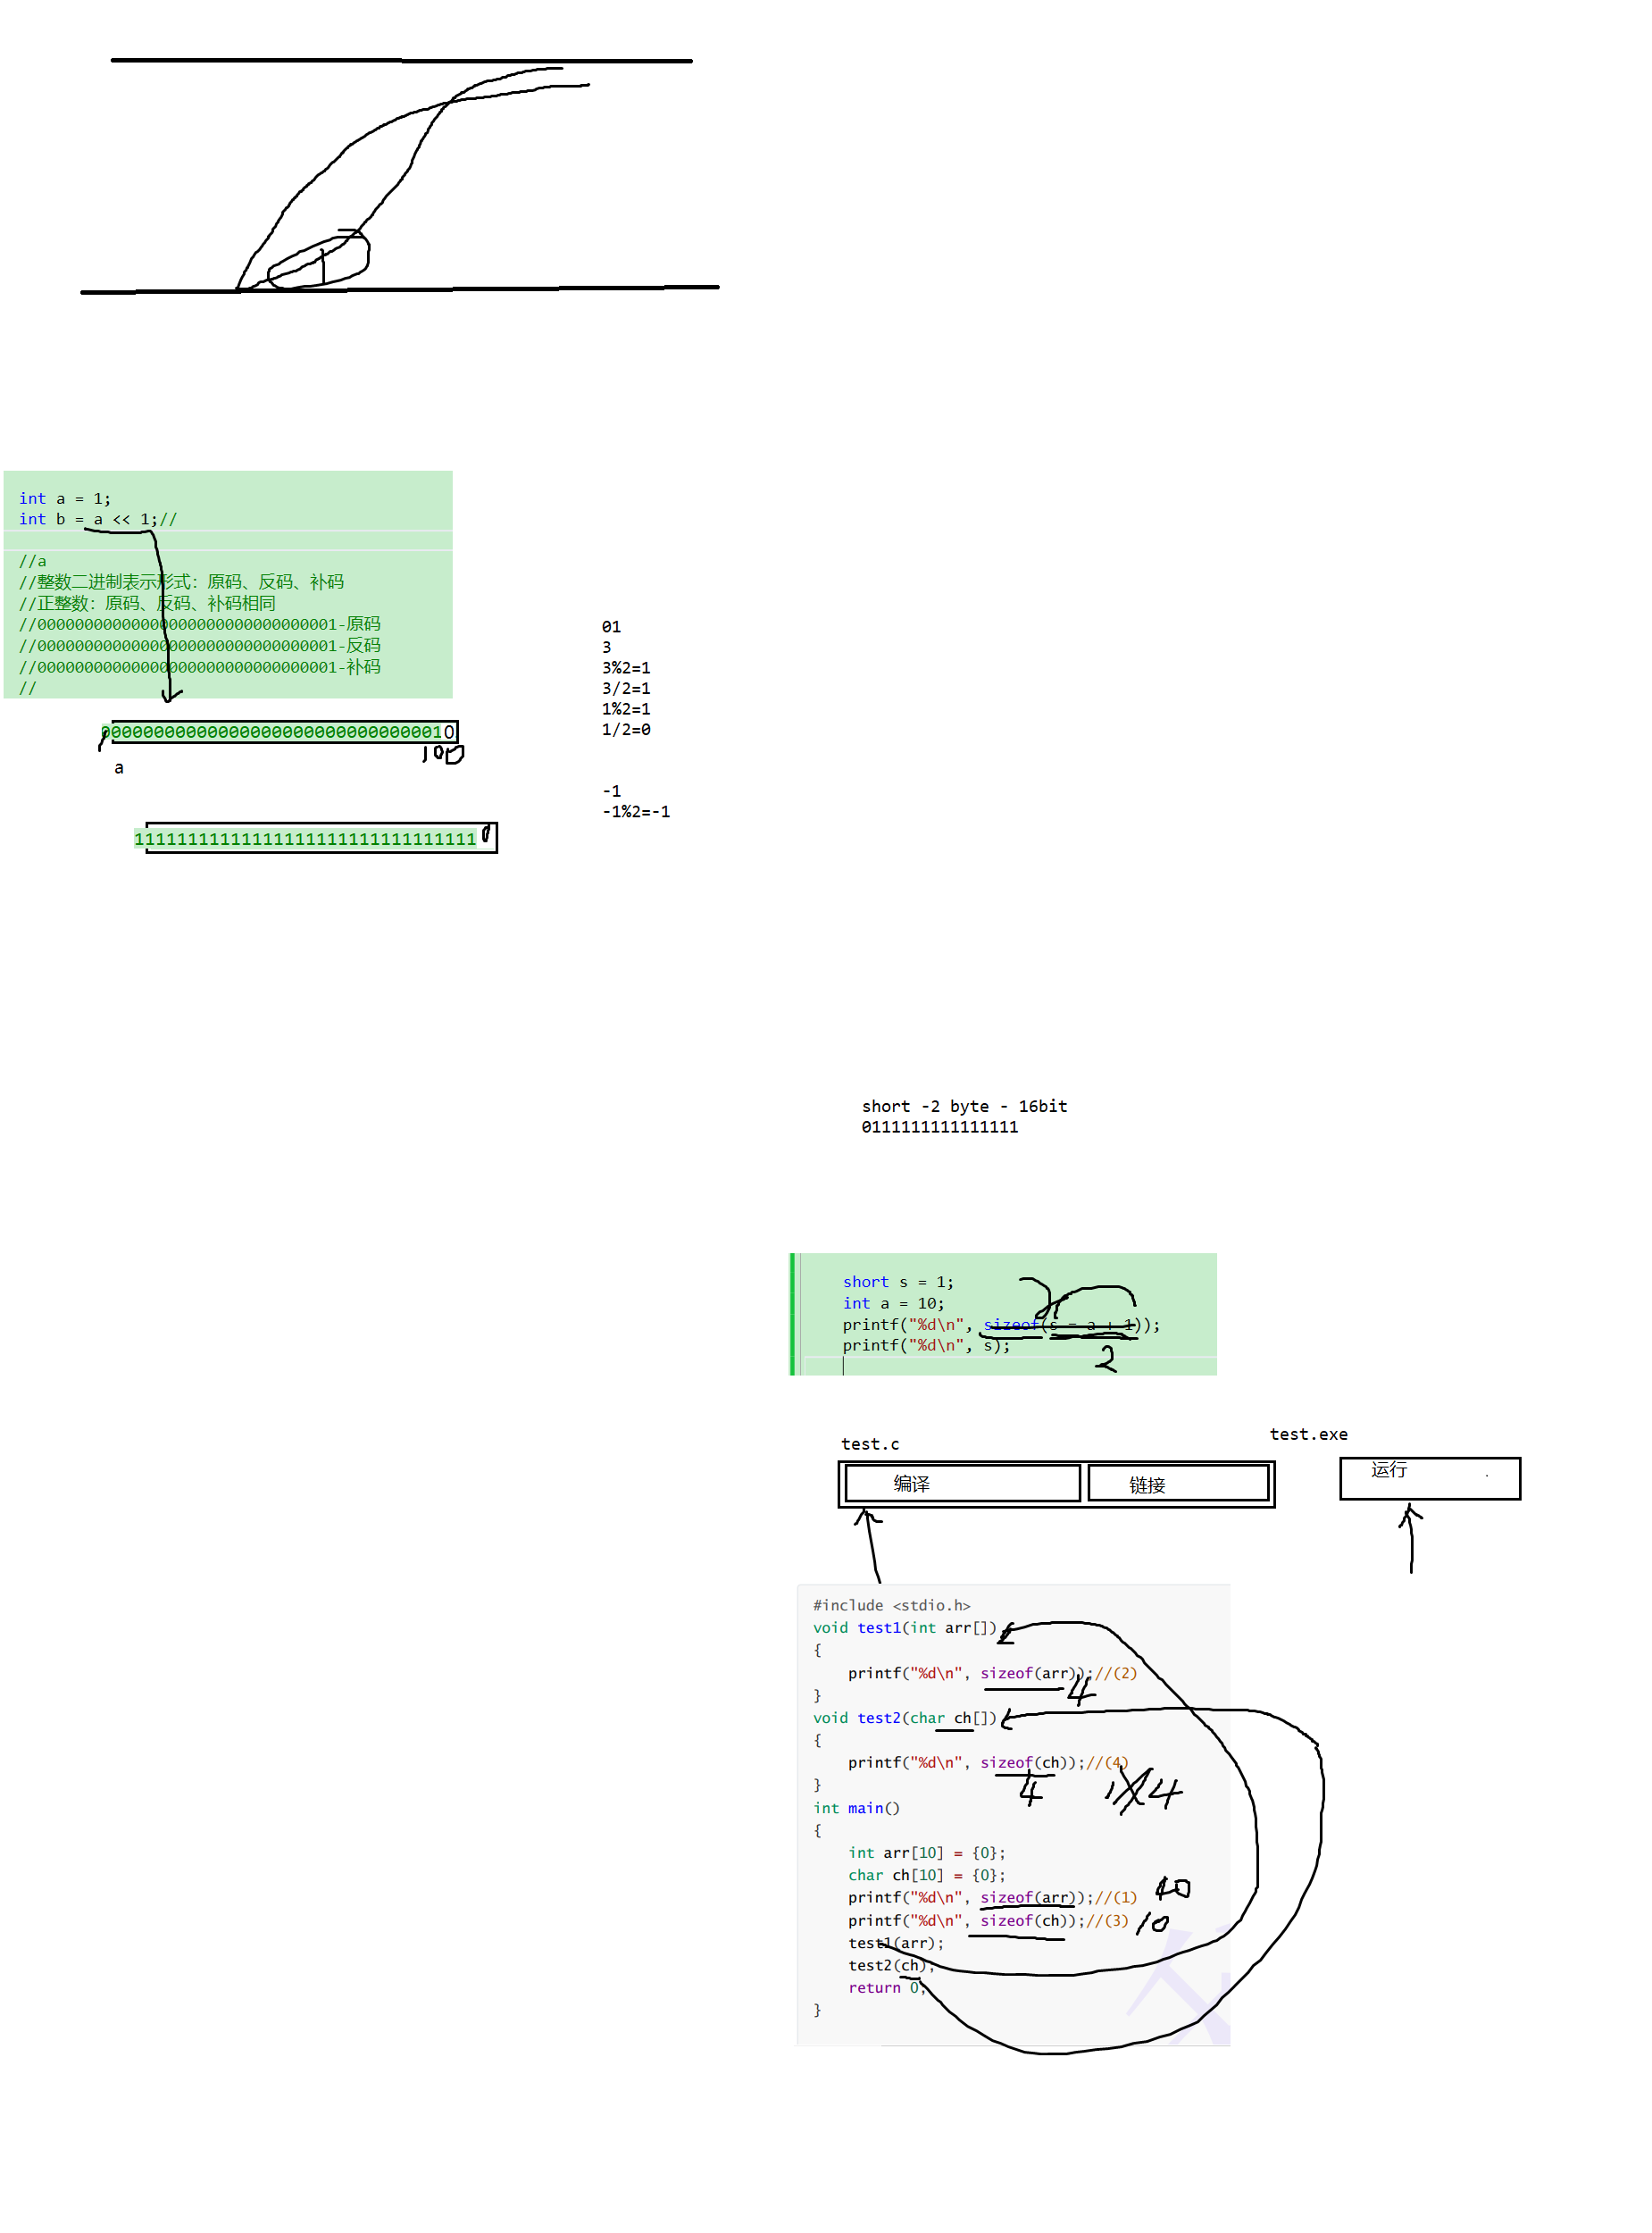 int a = 1;
int b = a << 1;//
//a
//整数二进制表示形式：原码、反码、补码
//正整数：原码、反码、补码相同
//00000000000000000000000000000001-原码
//00000000000000000000000000000001-反码
//00000000000000000000000000000001-补码
//
000000000000000000000000000000010
100
a
111111111111111111111111111111110
01
3
3%2=1
3/2=1
1%2=1
1/2=0
-1
-1%2=-1
short -2 byte - 16bit
0111111111111111
short s = 1;
int a = 10;
printf("%d\n", sizeof(s = a + 1));
printf("%d\n", s);
2
test.c
test.exe
编译
链接
运行
#include <stdio.h>
void test1(int arr[])
{
printf("%d\n", sizeof(arr));//(2)
4
}
void test2(char ch[])
{
printf("%d\n", sizeof(ch));//(4)
4
4
}
int main()
{
int arr[10] = {0};
char ch[10] = {0};
printf("%d\n", sizeof(arr));//(1) 40
printf("%d\n", sizeof(ch));//(3) 10
test1(arr);
test2(ch);
return 0;
}